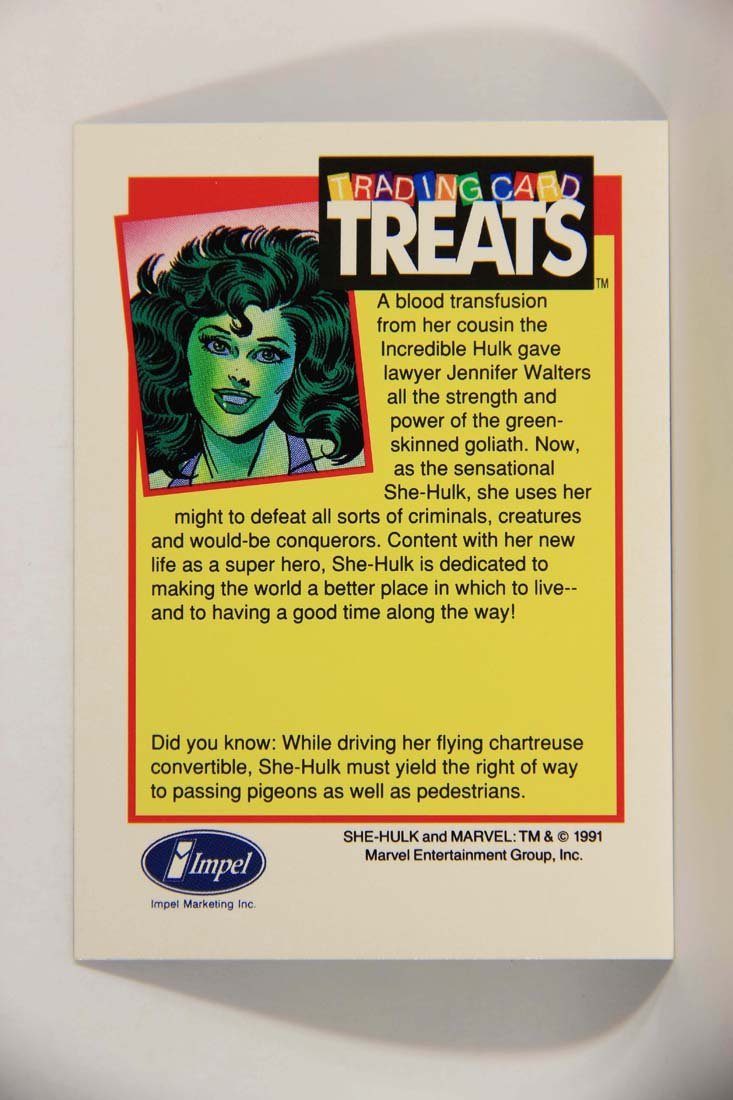 TRADING CARD
TREATS
TM
A blood transfusion
from her cousin the
Incredible Hulk gave
lawyer Jennifer Walters
all the strength and
power of the green-
skinned goliath. Now,
as the sensational
She-Hulk, she uses her
might to defeat all sorts of criminals, creatures
and would-be conquerors. Content with her new
life as a super hero, She-Hulk is dedicated to
making the world a better place in which to live--
and to having a good time along the way!
Did you know: While driving her flying chartreuse
convertible, She-Hulk must yield the right of way
to passing pigeons as well as pedestrians.
Impel
Impel Marketing Inc.
SHE-HULK and MARVEL: TM & © 1991
Marvel Entertainment Group, Inc.